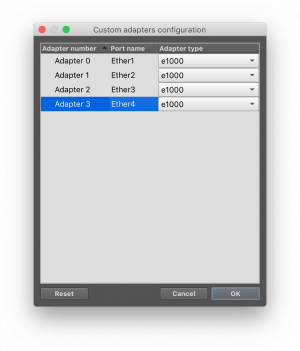 Custom adapters configuration
Adapter number Port name Adapter type
Adapter 0 Ether1 e1000
Adapter 1 Ether2 e1000
Adapter 2 Ether3 e1000
Adapter 3 Ether4 e1000
Reset Cancel OK